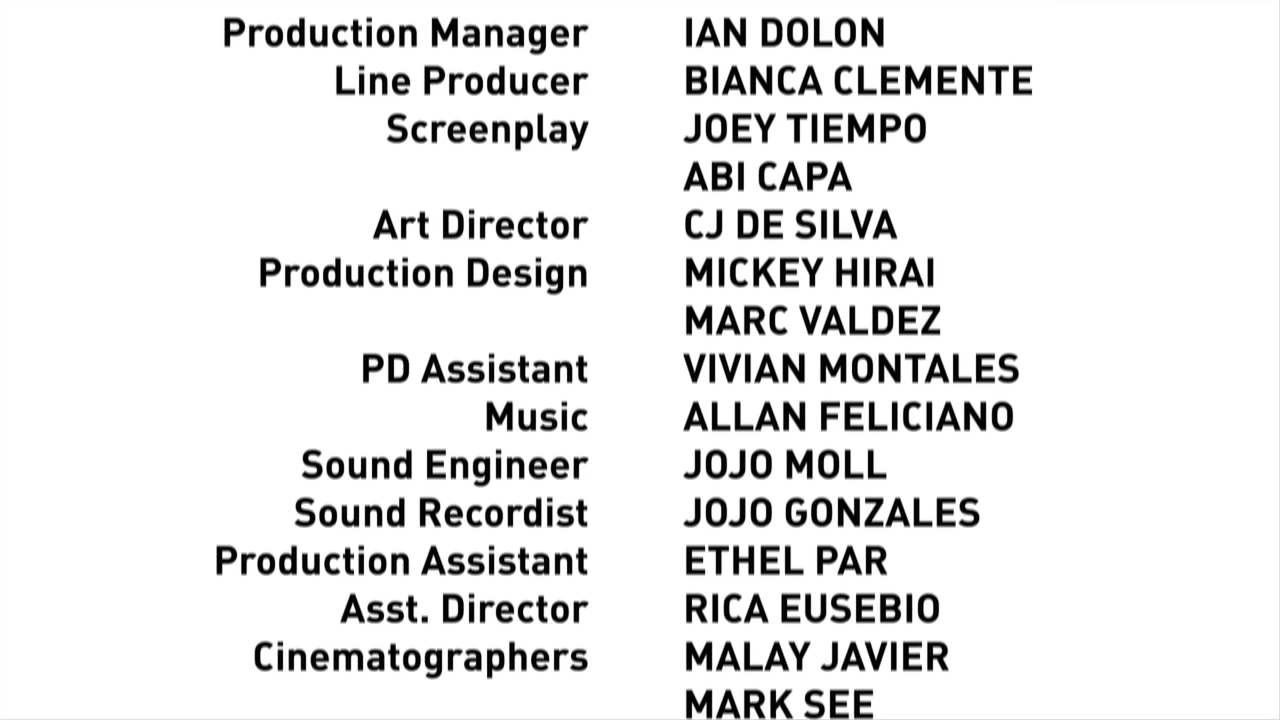 Production Manager IAN DOLON
Line Producer BIANCA CLEMENTE
Screenplay JOEY TIEMPO
ABI CAPA
Art Director CJ DE SILVA
Production Design MICKEY HIRAI
MARC VALDEZ
PD Assistant VIVIAN MONTALES
Music ALLAN FELICIANO
Sound Engineer JOJO MOLL
Sound Recordist JOJO GONZALES
Production Assistant ETHEL PAR
Asst. Director RICA EUSEBIO
Cinematographers MALAY JAVIER
MARK SEE